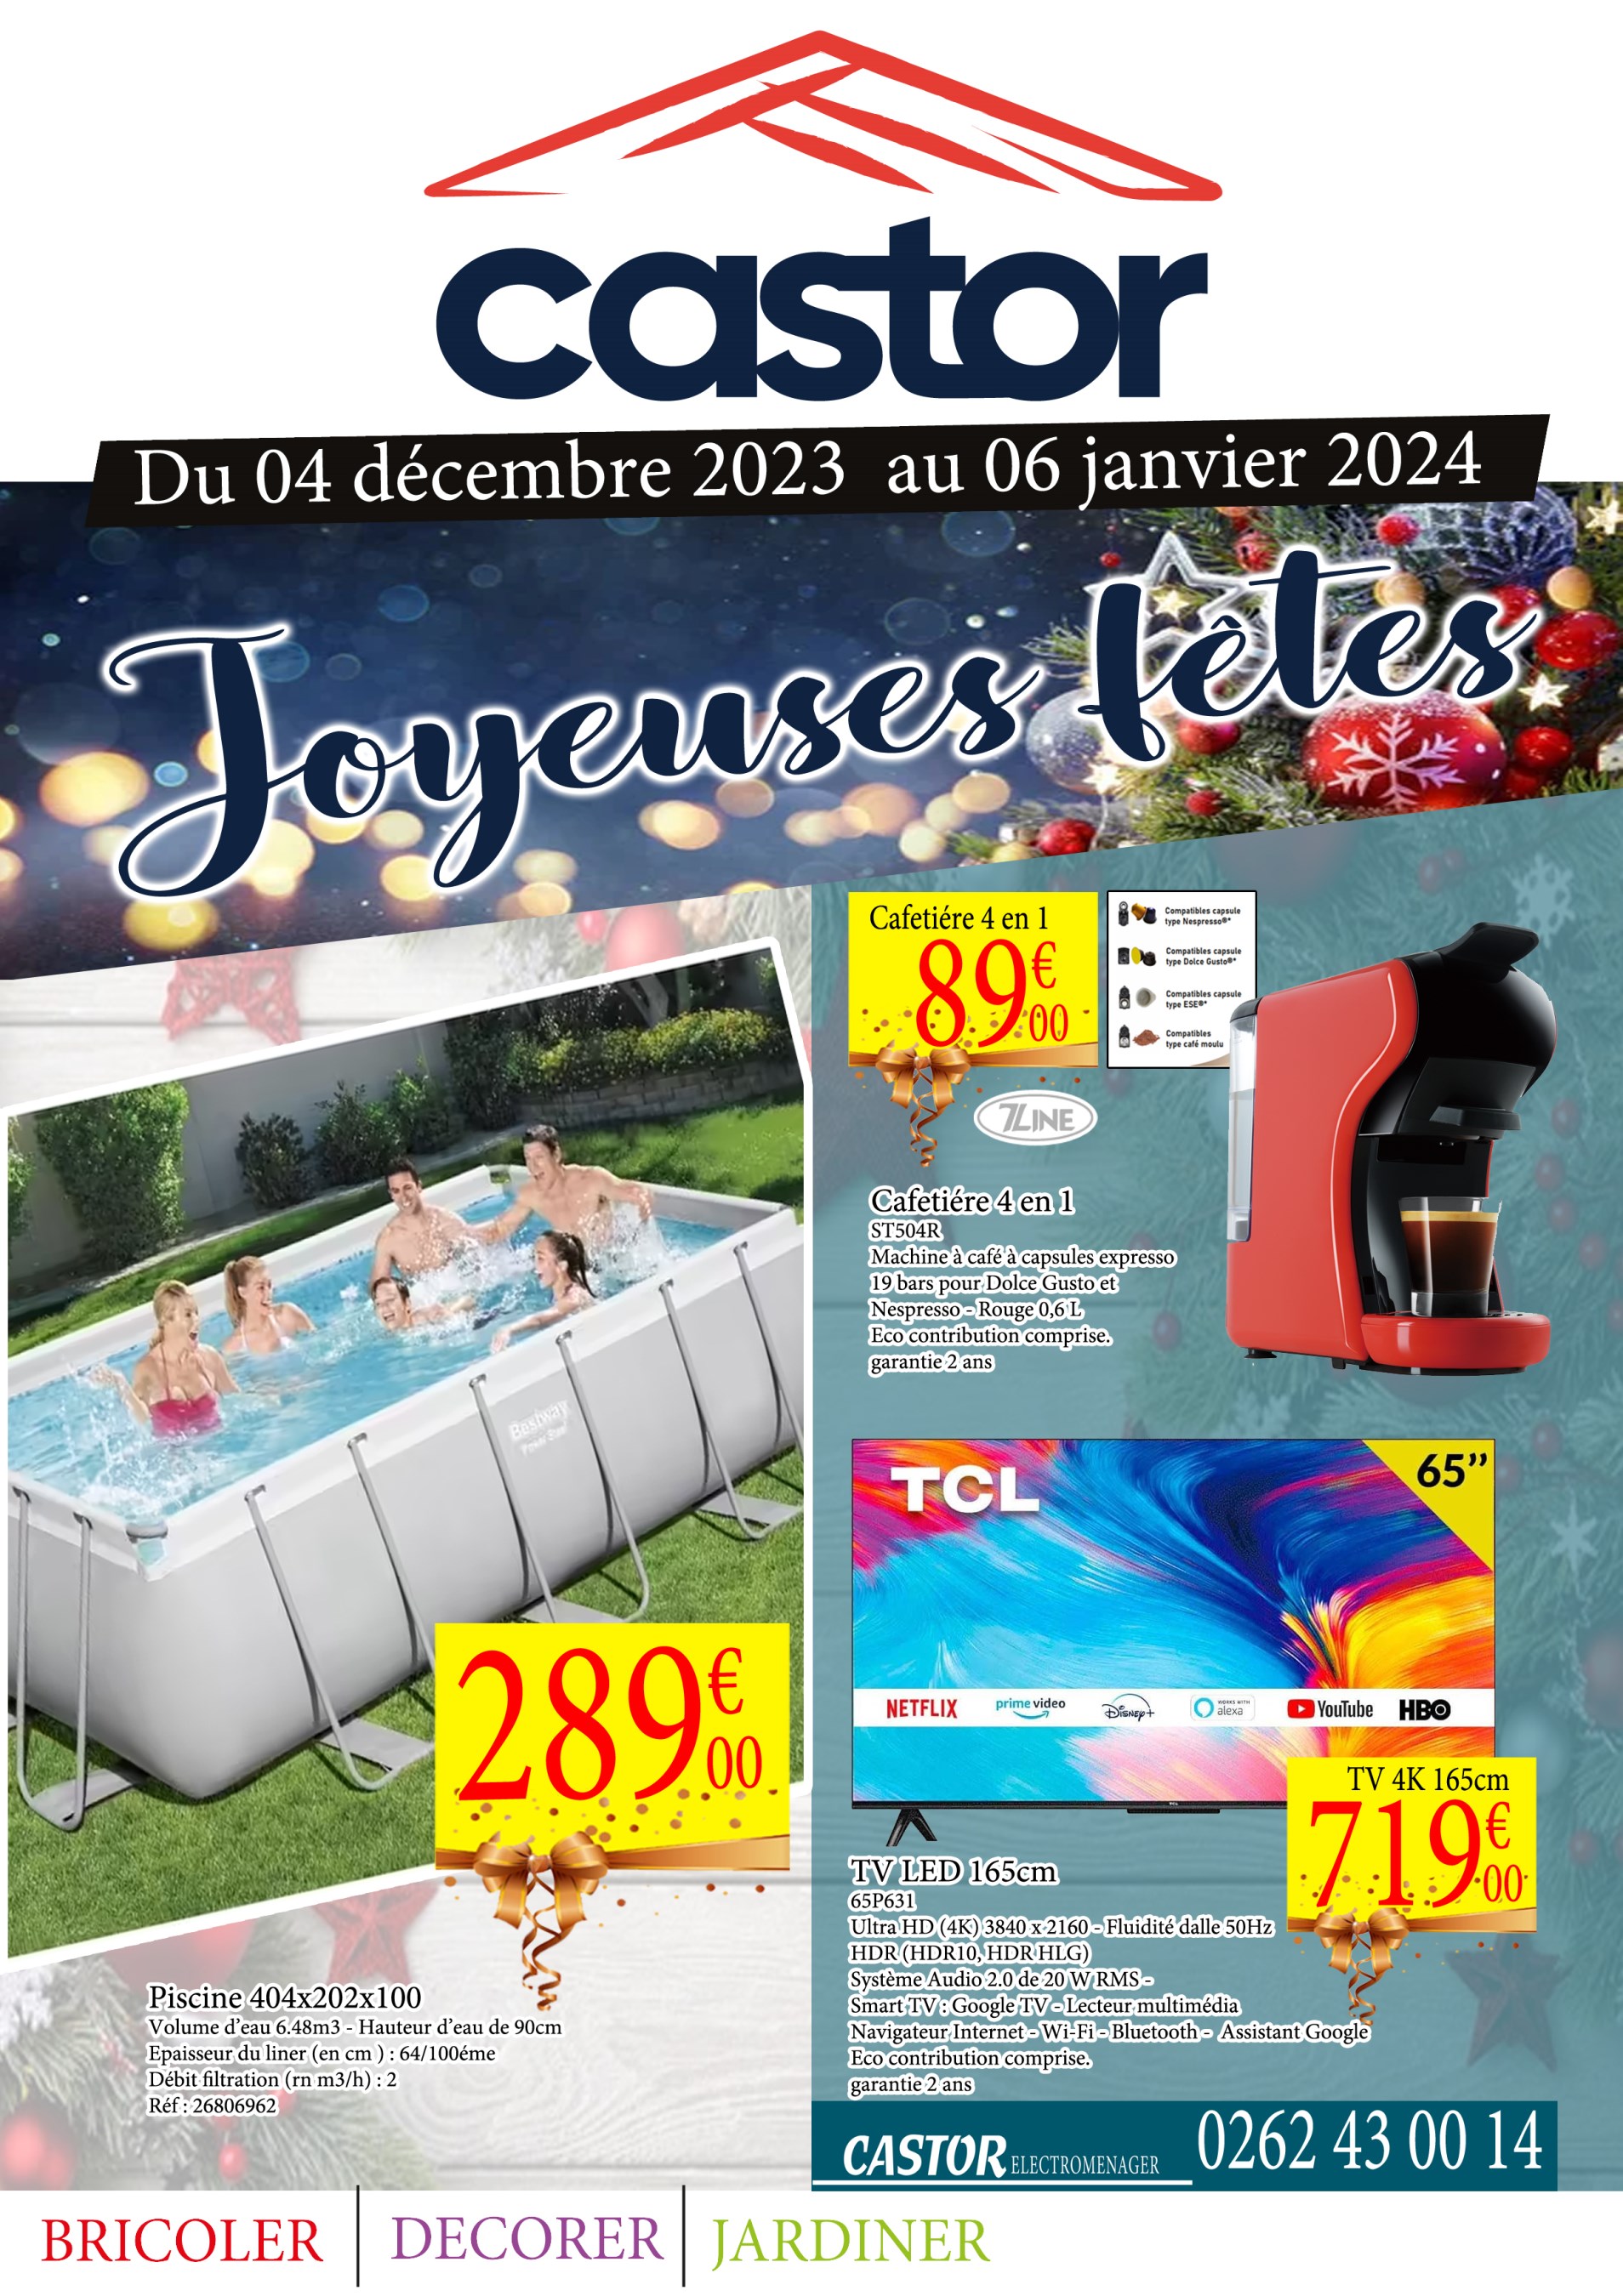 castor
Du 04 décembre 2023 au 06 janvier 2024
Joyeuses fêtes
Cafetiére 4 en 1
89€00
Compatibles capsule
type Nespresso®*
Compatibles capsule
type Dolce Gusto®*
Compatibles capsule
type ESE®*
Compatibles
type café moulu
7LINE
Cafetiére 4 en 1
ST504R
Machine à café à capsules expresso
19 bars pour Dolce Gusto et
Nespresso - Rouge 0,6 L
Eco contribution comprise.
garantie 2 ans
Bestway
Power Steel
289€00
Piscine 404x202x100
Volume d'eau 6.48m3 - Hauteur d'eau de 90cm
Epaisseur du liner (en cm ) : 64/100éme
Débit filtration (rn m3/h) : 2
Réf : 26806962
TCL
65”
NETFLIX prime video Disney+ WORKS WITH alexa YouTube HBO
TCL
TV 4K 165cm
719€00
TV LED 165cm
65P631
Ultra HD (4K) 3840 x 2160 - Fluidité dalle 50Hz
HDR (HDR10, HDR HLG)
Système Audio 2.0 de 20 W RMS -
Smart TV : Google TV - Lecteur multimédia
Navigateur Internet - Wi-Fi - Bluetooth - Assistant Google
Eco contribution comprise.
garantie 2 ans
CASTOR ELECTROMENAGER 0262 43 00 14
BRICOLER DECORER JARDINER